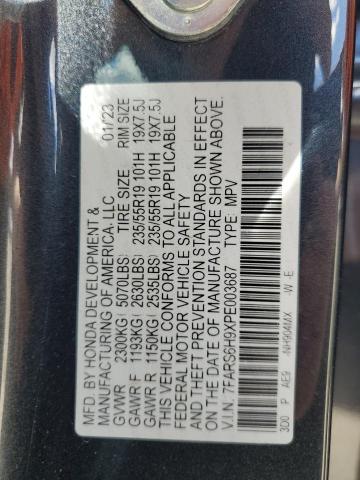 MFD. BY HONDA DEVELOPMENT &
MANUFACTURING OF AMERICA, LLC 01/23
GVWR 2300KG( 5070LBS) TIRE SIZE RIM SIZE
GAWR F 1193KG( 2630LBS) 235/55R19 101H 19X7.5J
GAWR R 1150KG( 2535LBS) 235/55R19 101H 19X7.5J
THIS VEHICLE CONFORMS TO ALL APPLICABLE
FEDERAL MOTOR VEHICLE SAFETY
AND THEFT PREVENTION STANDARDS IN EFFECT
ON THE DATE OF MANUFACTURE SHOWN ABOVE.
V.I.N. 7FARS6H9XPE003687 TYPE: MPV
3D0 P AE9 -NH904MX -W -E